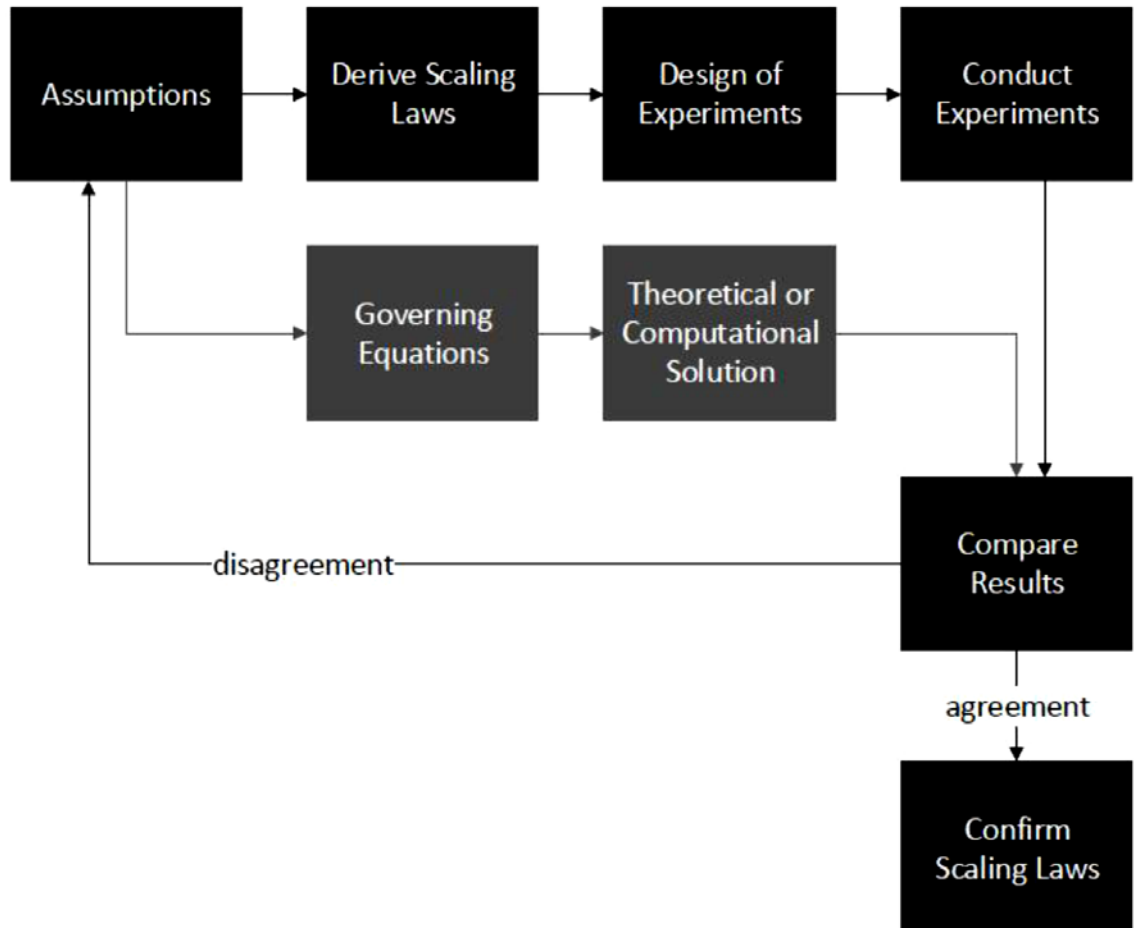 Assumptions
Derive Scaling
Laws
Design of
Experiments
Conduct
Experiments
Governing
Equations
Theoretical or
Computational
Solution
Compare
Results
disagreement
agreement
Confirm
Scaling Laws